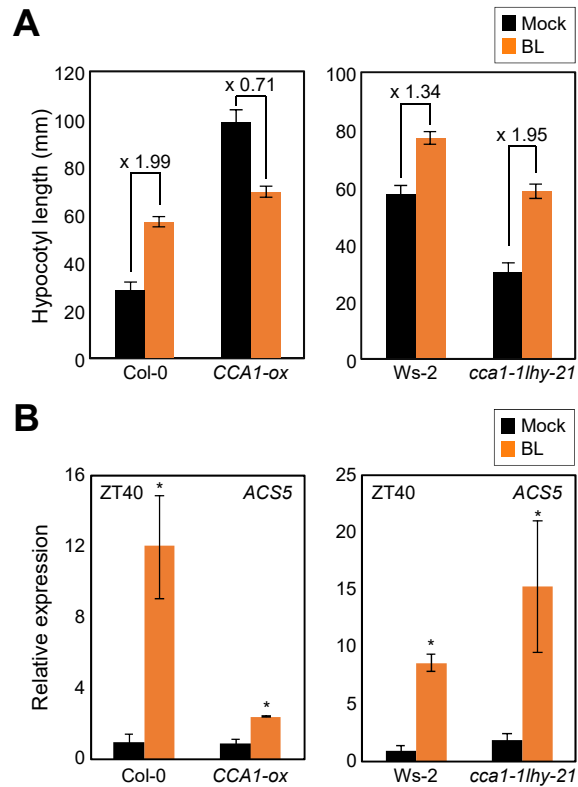 A
Mock
BL
Hypocotyl length (mm)
120
100
80
60
40
20
0
x 1.99
x 0.71
Col-0
CCA1-ox
100
80
60
40
20
0
x 1.34
x 1.95
Ws-2
cca1-1lhy-21
B
Mock
BL
Relative expression
16
12
8
4
0
ZT40
ACS5
*
*
Col-0
CCA1-ox
25
20
15
10
5
0
ZT40
ACS5
*
*
Ws-2
cca1-1lhy-21